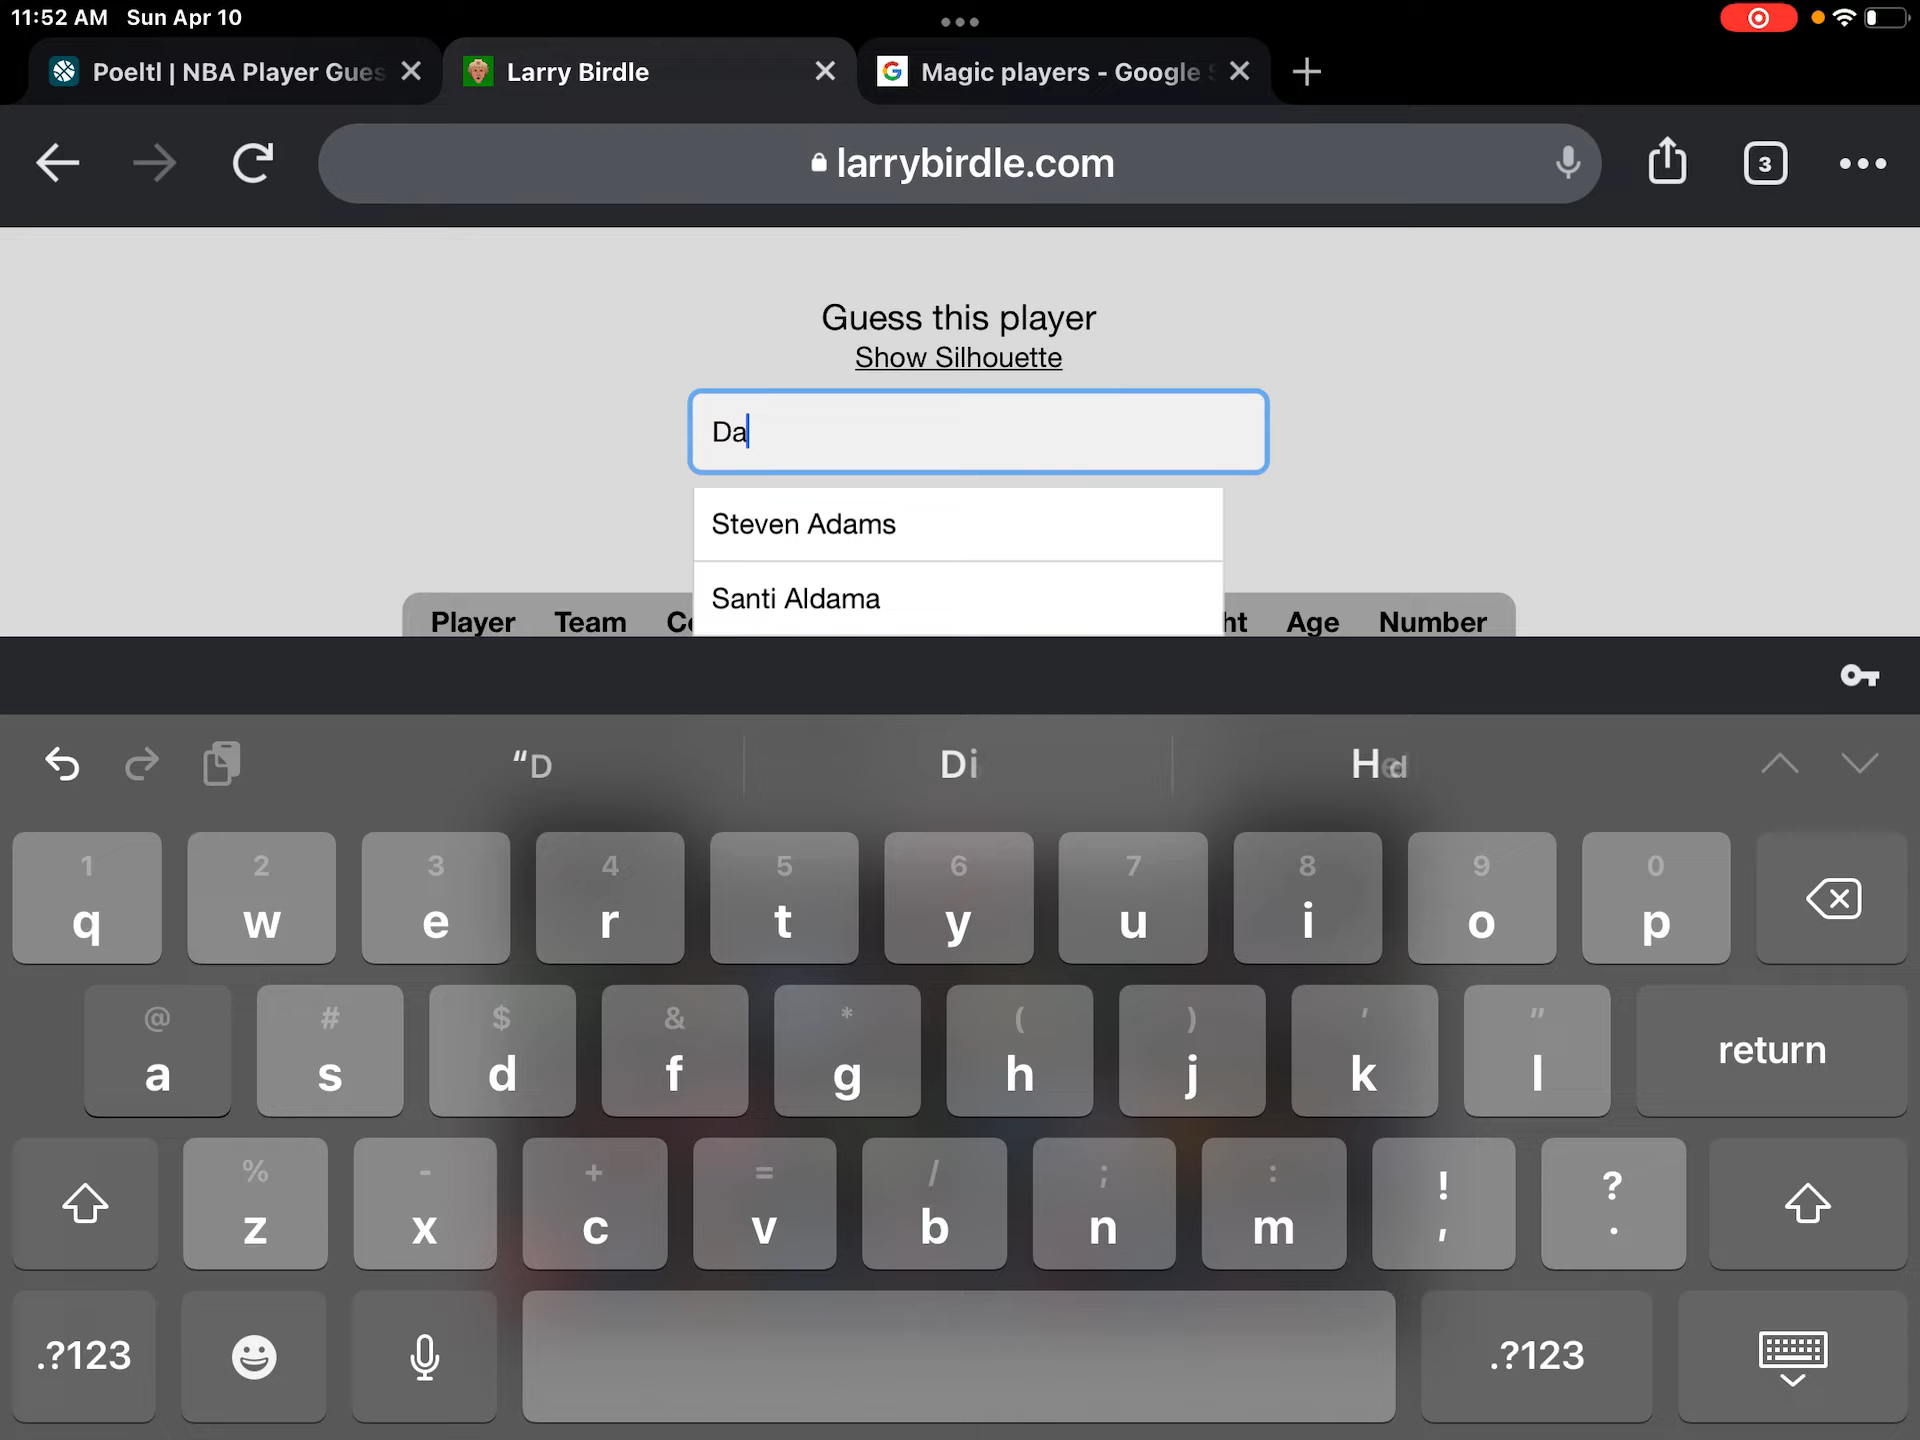 11:52 AM Sun Apr 10
Poeltl | NBA Player Gues
Larry Birdle
Magic players - Google
larrybirdle.com
3
Guess this player
Show Silhouette
Da
Steven Adams
Santi Aldama
Player Team ht Age Number
“D Di
1 2 3 4 5 6 7 8 9 0
q w e r t y u i o p
@ # $ & * ( ) ' "
a s d f g h j k l return
% - + = / ; : ! ?
z x c v b n m , .
.?123 .?123